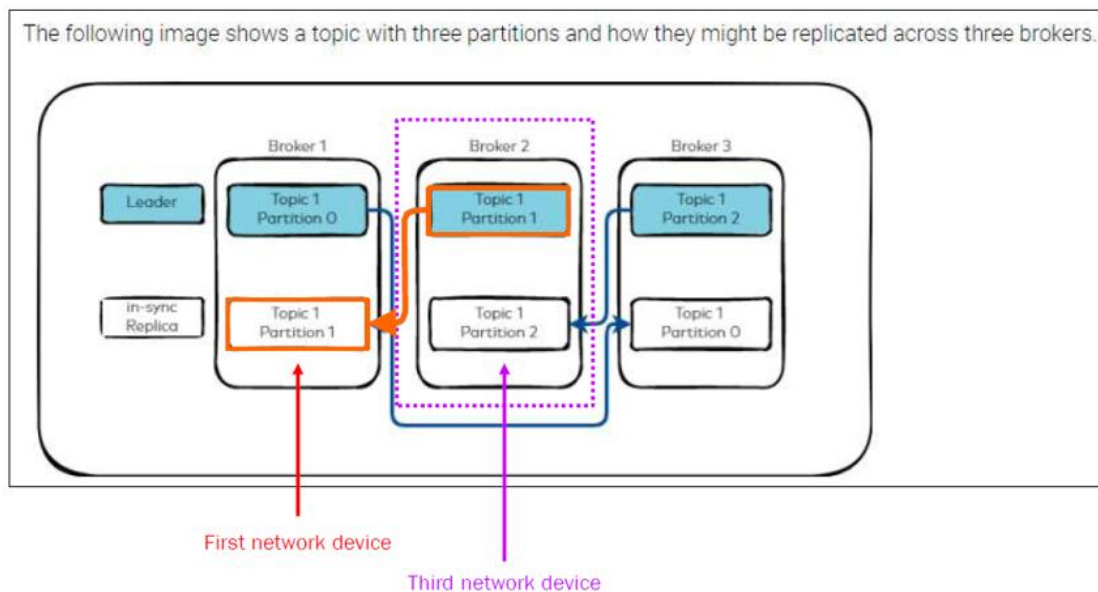 The following image shows a topic with three partitions and how they might be replicated across three brokers.
Broker 1
Broker 2
Broker 3
Leader
Topic 1
Partition 0
Topic 1
Partition 1
Topic 1
Partition 2
in-sync
Replica
Topic 1
Partition 1
Topic 1
Partition 2
Topic 1
Partition 0
First network device
Third network device